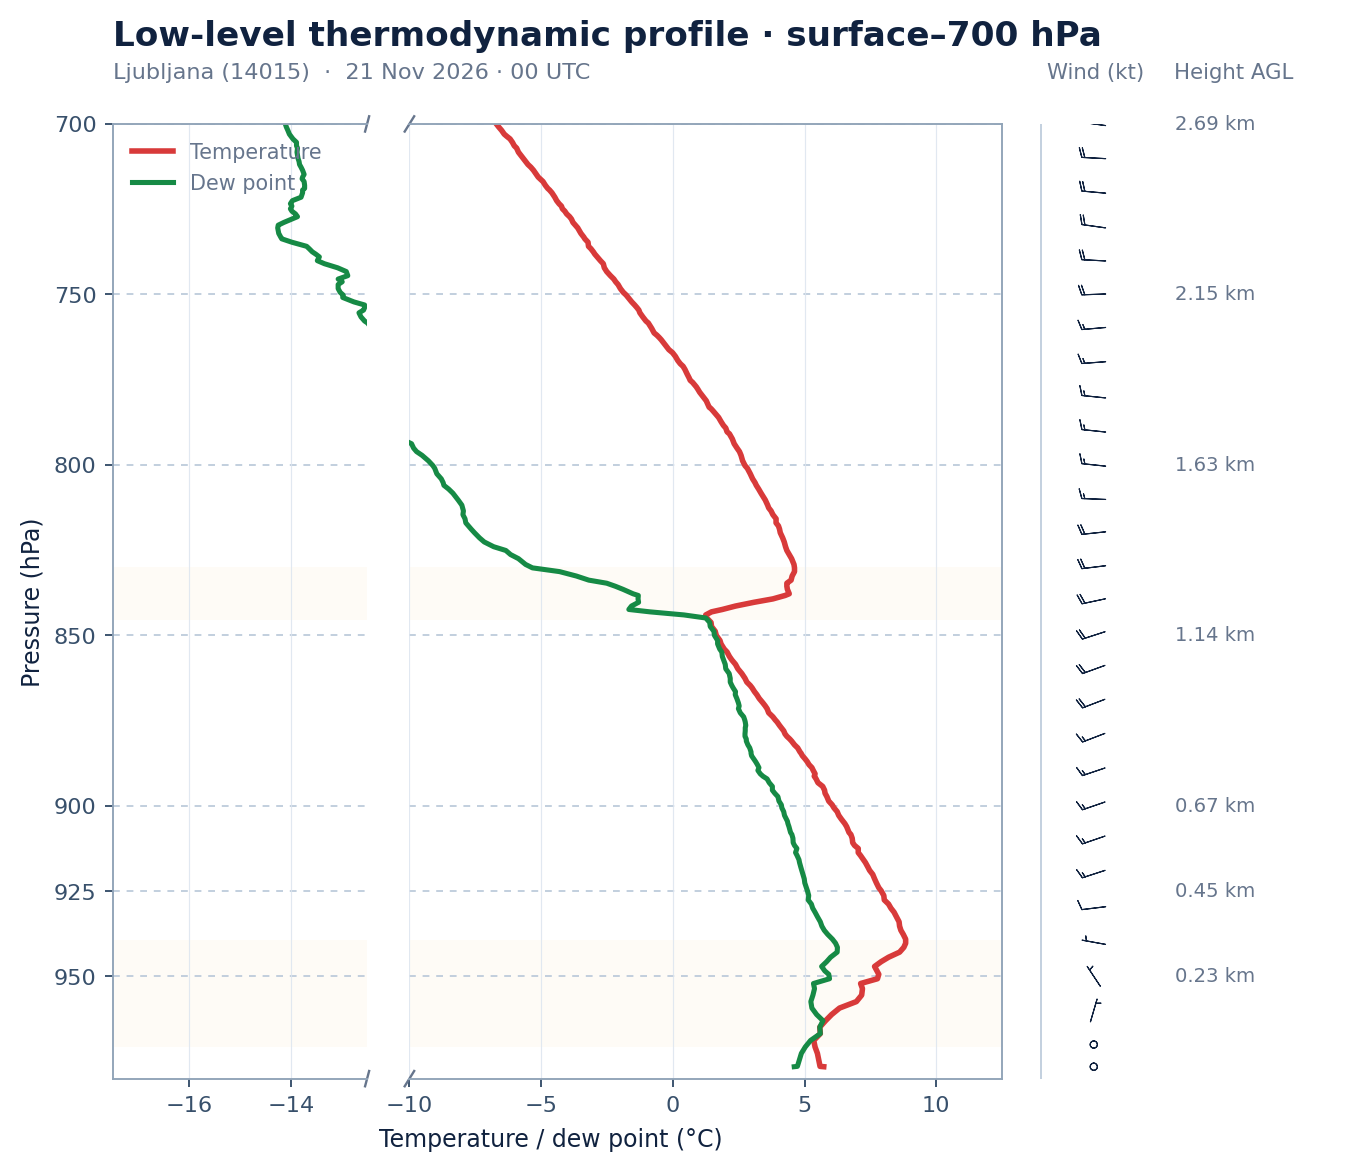 Low-level thermodynamic profile · surface–700 hPa
Ljubljana (14015) · 21 Nov 2026 · 00 UTC
Wind (kt)
Height AGL
Temperature
Dew point
Pressure (hPa)
700
750
800
850
900
925
950
2.69 km
2.15 km
1.63 km
1.14 km
0.67 km
0.45 km
0.23 km
−16
−14
−10
−5
0
5
10
Temperature / dew point (°C)